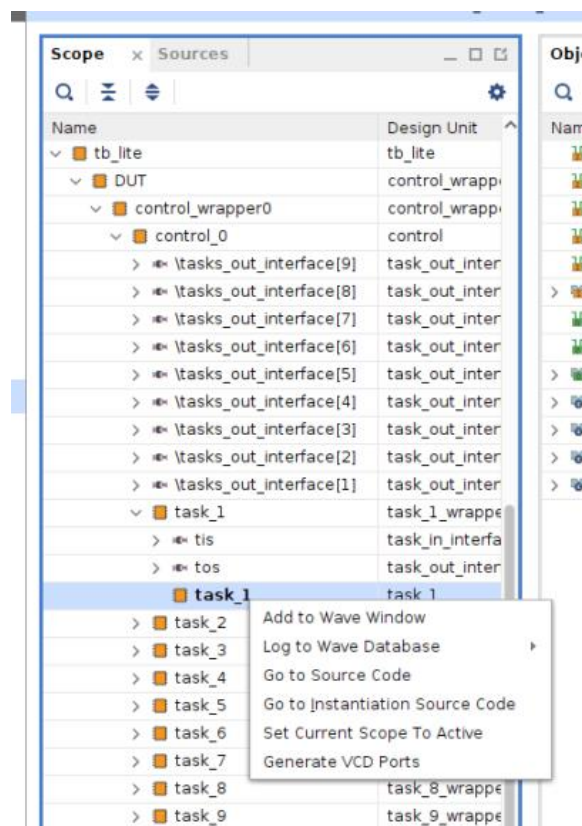 Scope Sources
Name Design Unit
tb_lite tb_lite
DUT control_wrapp
control_wrapper0 control_wrapp
control_0 control
\tasks_out_interface[9] task_out_inter
\tasks_out_interface[8] task_out_inter
\tasks_out_interface[7] task_out_inter
\tasks_out_interface[6] task_out_inter
\tasks_out_interface[5] task_out_inter
\tasks_out_interface[4] task_out_inter
\tasks_out_interface[3] task_out_inter
\tasks_out_interface[2] task_out_inter
\tasks_out_interface[1] task_out_inter
task_1 task_1_wrappe
tis task_in_interfa
tos task_out_inter
task_1 task_1
task_2
task_3
task_4
task_5
task_6
task_7
task_8 task_8_wrappe
task_9 task_9_wrappe
Add to Wave Window
Log to Wave Database
Go to Source Code
Go to Instantiation Source Code
Set Current Scope To Active
Generate VCD Ports
Obj
Nam